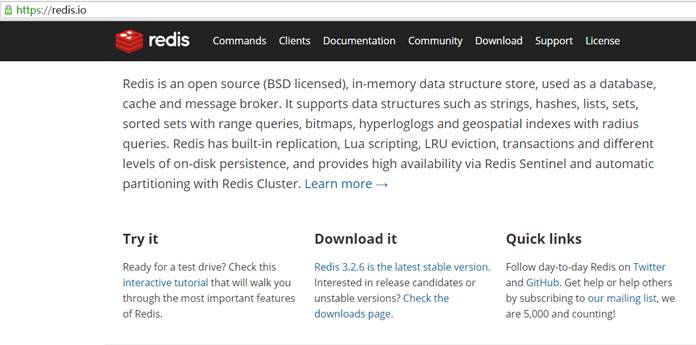 https://redis.io
redis Commands Clients Documentation Community Download Support License
Redis is an open source (BSD licensed), in-memory data structure store, used as a database,
cache and message broker. It supports data structures such as strings, hashes, lists, sets,
sorted sets with range queries, bitmaps, hyperloglogs and geospatial indexes with radius
queries. Redis has built-in replication, Lua scripting, LRU eviction, transactions and different
levels of on-disk persistence, and provides high availability via Redis Sentinel and automatic
partitioning with Redis Cluster. Learn more →
Try it
Ready for a test drive? Check this
interactive tutorial that will walk you
through the most important features
of Redis.
Download it
Redis 3.2.6 is the latest stable version.
Interested in release candidates or
unstable versions? Check the
downloads page.
Quick links
Follow day-to-day Redis on Twitter
and GitHub. Get help or help others
by subscribing to our mailing list, we
are 5,000 and counting!